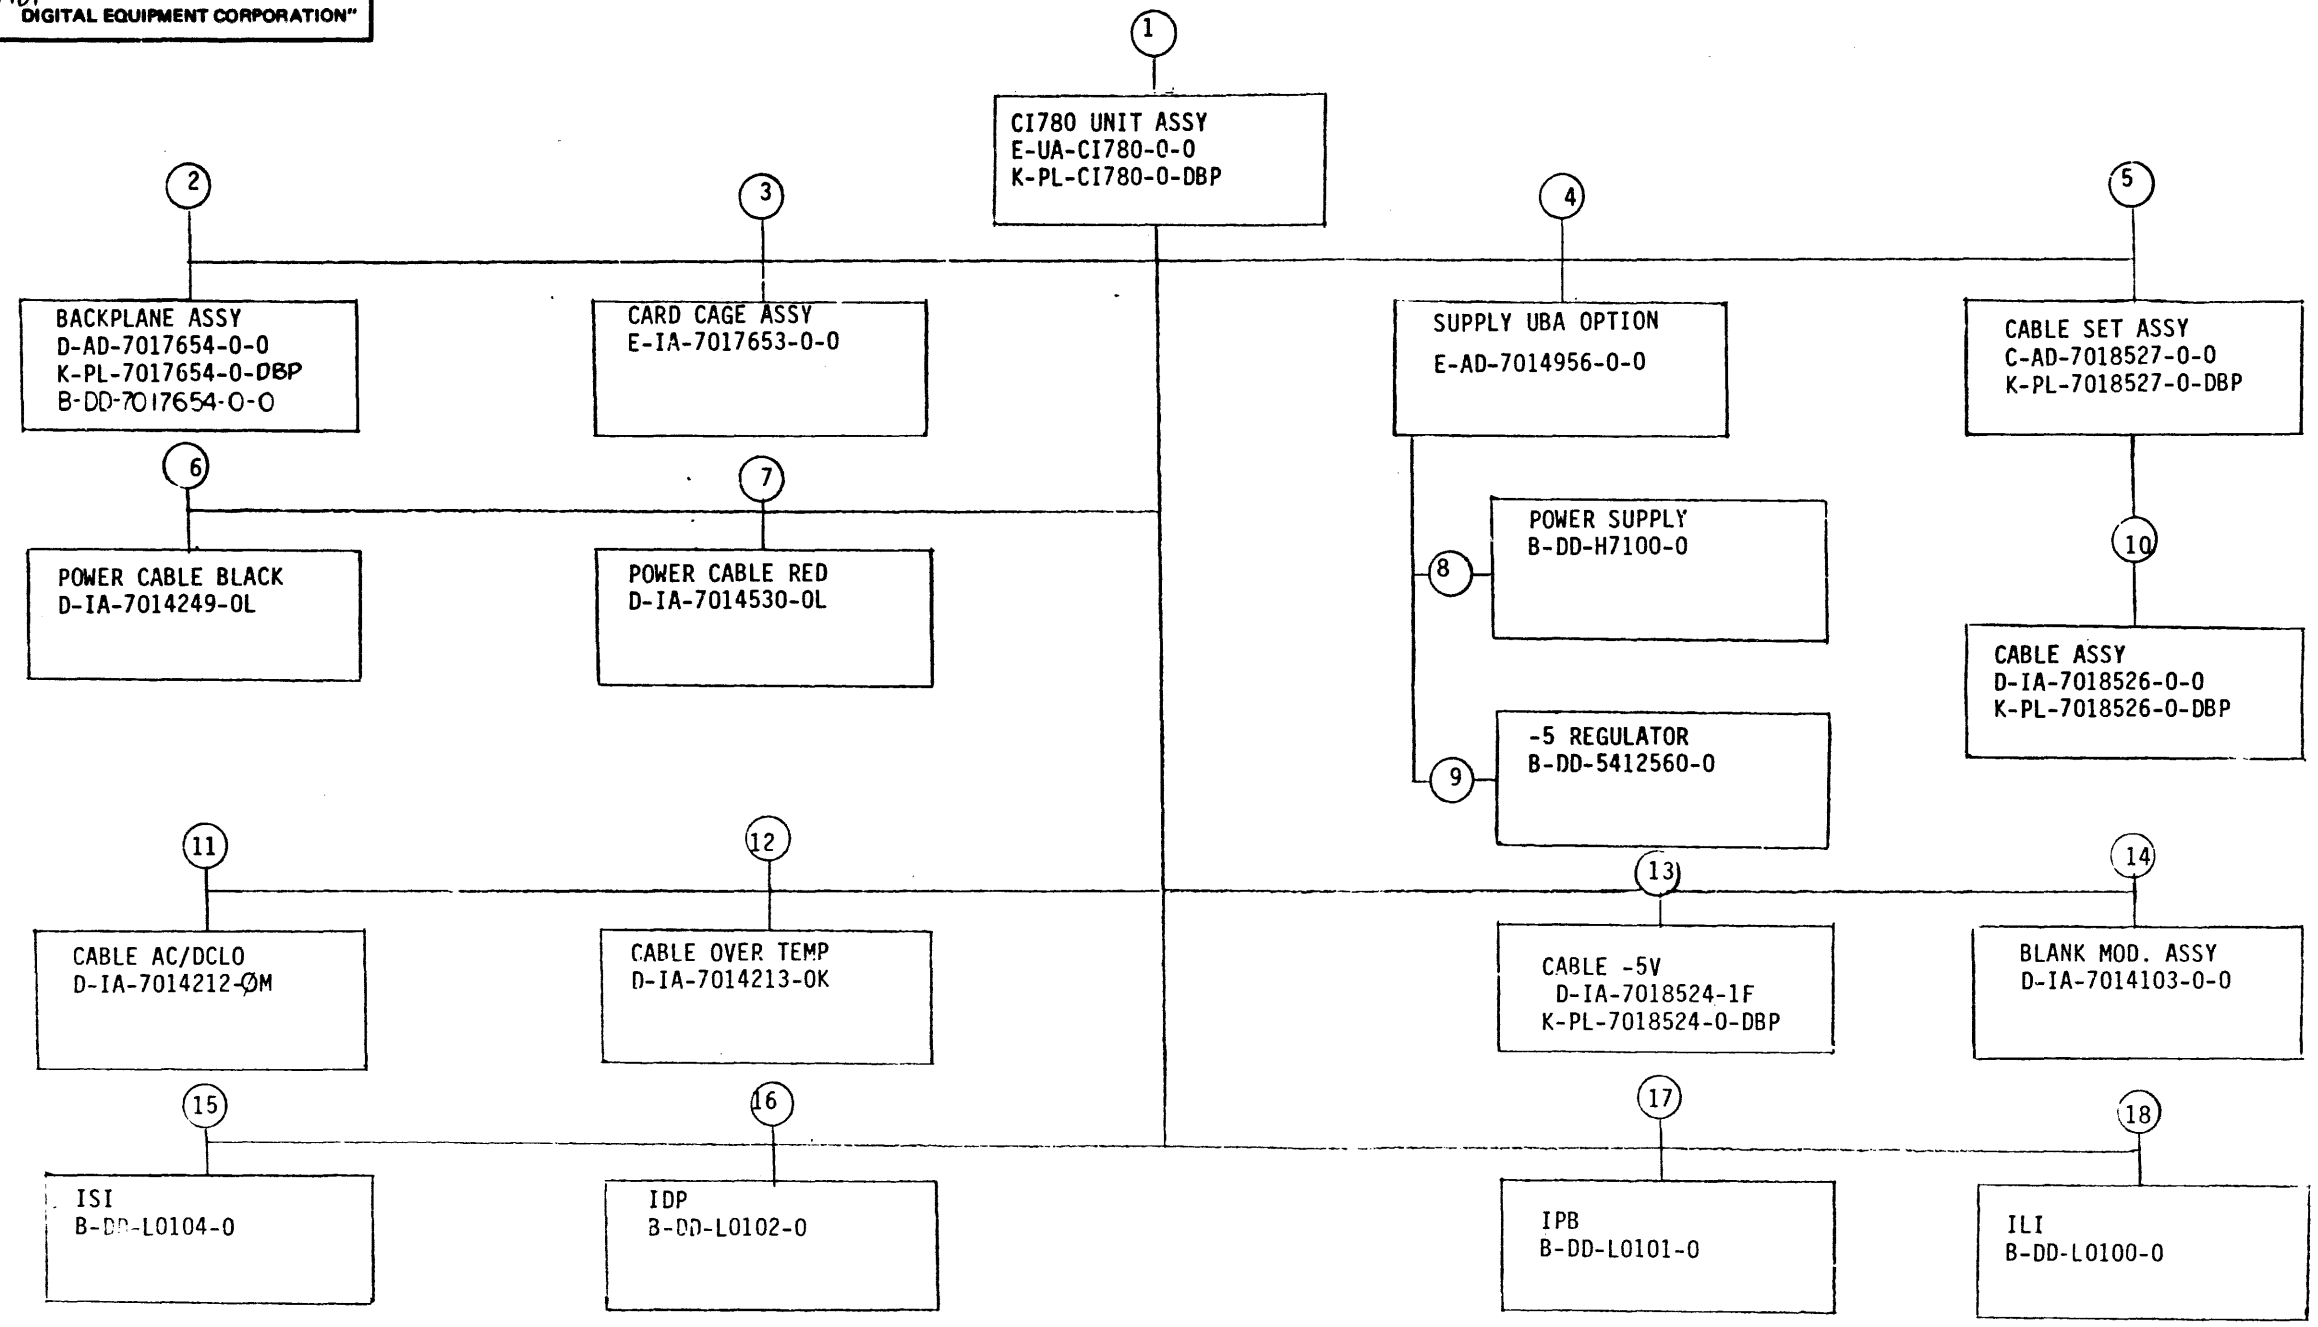 DIGITAL EQUIPMENT CORPORATION"
1
CI780 UNIT ASSY
E-UA-CI780-0-0
K-PL-CI780-0-DBP
2
3
4
5
BACKPLANE ASSY
D-AD-7017654-0-0
K-PL-7017654-0-DBP
B-DD-7017654-0-0
CARD CAGE ASSY
E-IA-7017653-0-0
SUPPLY UBA OPTION
E-AD-7014956-0-0
CABLE SET ASSY
C-AD-7018527-0-0
K-PL-7018527-0-DBP
6
7
POWER CABLE BLACK
D-IA-7014249-0L
POWER CABLE RED
D-IA-7014530-0L
8
POWER SUPPLY
B-DD-H7100-0
9
-5 REGULATOR
B-DD-5412560-0
10
CABLE ASSY
D-IA-7018526-0-0
K-PL-7018526-0-DBP
11
12
13
14
CABLE AC/DCLO
D-IA-7014212-ØM
CABLE OVER TEMP
D-IA-7014213-0K
CABLE -5V
D-IA-7018524-1F
K-PL-7018524-0-DBP
BLANK MOD. ASSY
D-IA-7014103-0-0
15
16
17
18
ISI
B-DD-L0104-0
IDP
B-DD-L0102-0
IPB
B-DD-L0101-0
ILI
B-DD-L0100-0